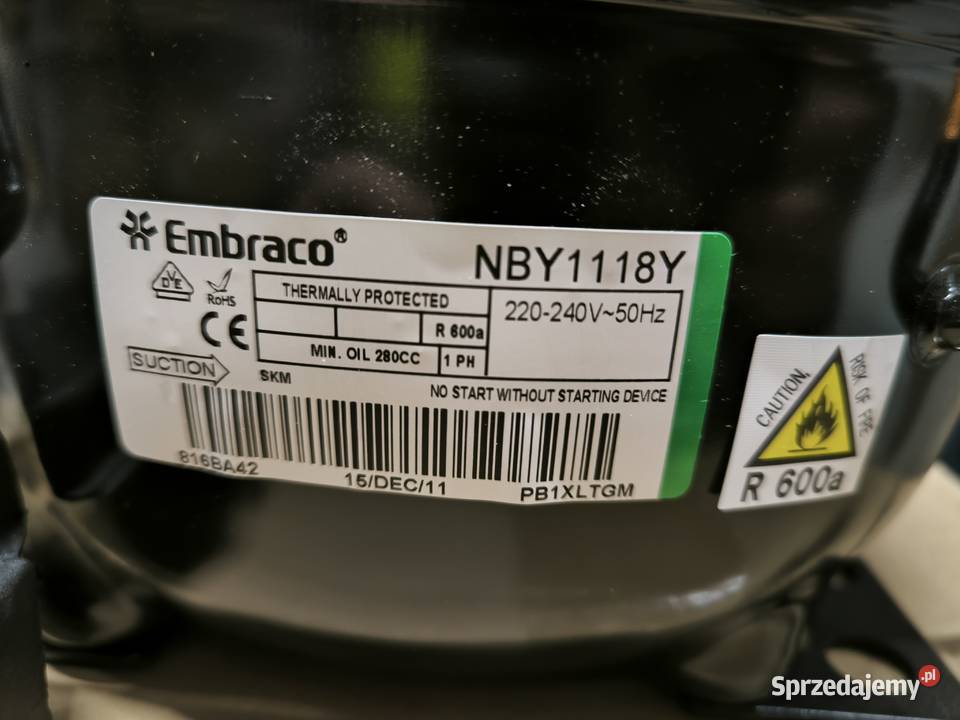 Embraco®
NBY1118Y
VDE
RoHS
CE
THERMALLY PROTECTED
R 600a
MIN. OIL 280CC
1 PH
220-240V~50Hz
SUCTION
SKM
NO START WITHOUT STARTING DEVICE
816BA42
15/DEC/11
PB1XLTGM
CAUTION,
RISK OF FIRE
R 600a
Sprzedajemy.pl